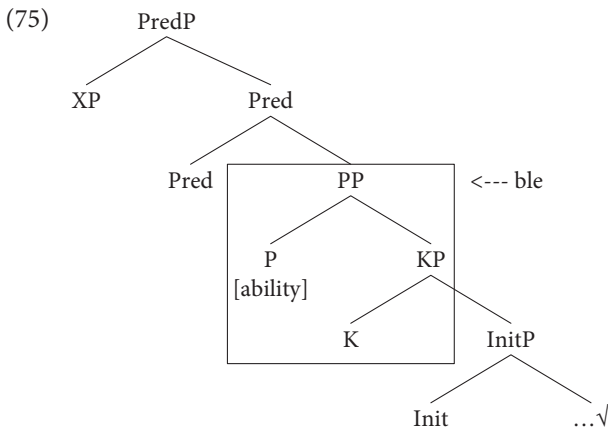 (75) PredP
XP Pred
Pred PP <--- ble
P KP
[ability]
K InitP
Init ...√